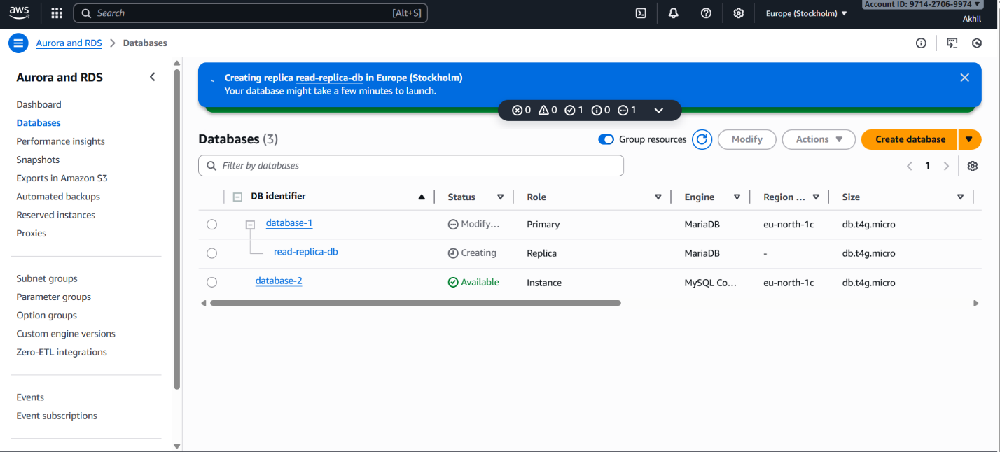 aws
Search [Alt+S]
Europe (Stockholm)
Account ID: 9714-2706-9974
Akhil
Aurora and RDS > Databases
Aurora and RDS
Dashboard
Databases
Performance insights
Snapshots
Exports in Amazon S3
Automated backups
Reserved instances
Proxies
Subnet groups
Parameter groups
Option groups
Custom engine versions
Zero-ETL integrations
Events
Event subscriptions
Creating replica read-replica-db in Europe (Stockholm)
Your database might take a few minutes to launch.
0 0 1 0 1
Databases (3)
Group resources
Modify
Actions
Create database
Filter by databases
1
DB identifier Status Role Engine Region ... Size
database-1 Modify... Primary MariaDB eu-north-1c db.t4g.micro
read-replica-db Creating Replica MariaDB - db.t4g.micro
database-2 Available Instance MySQL Co... eu-north-1c db.t4g.micro